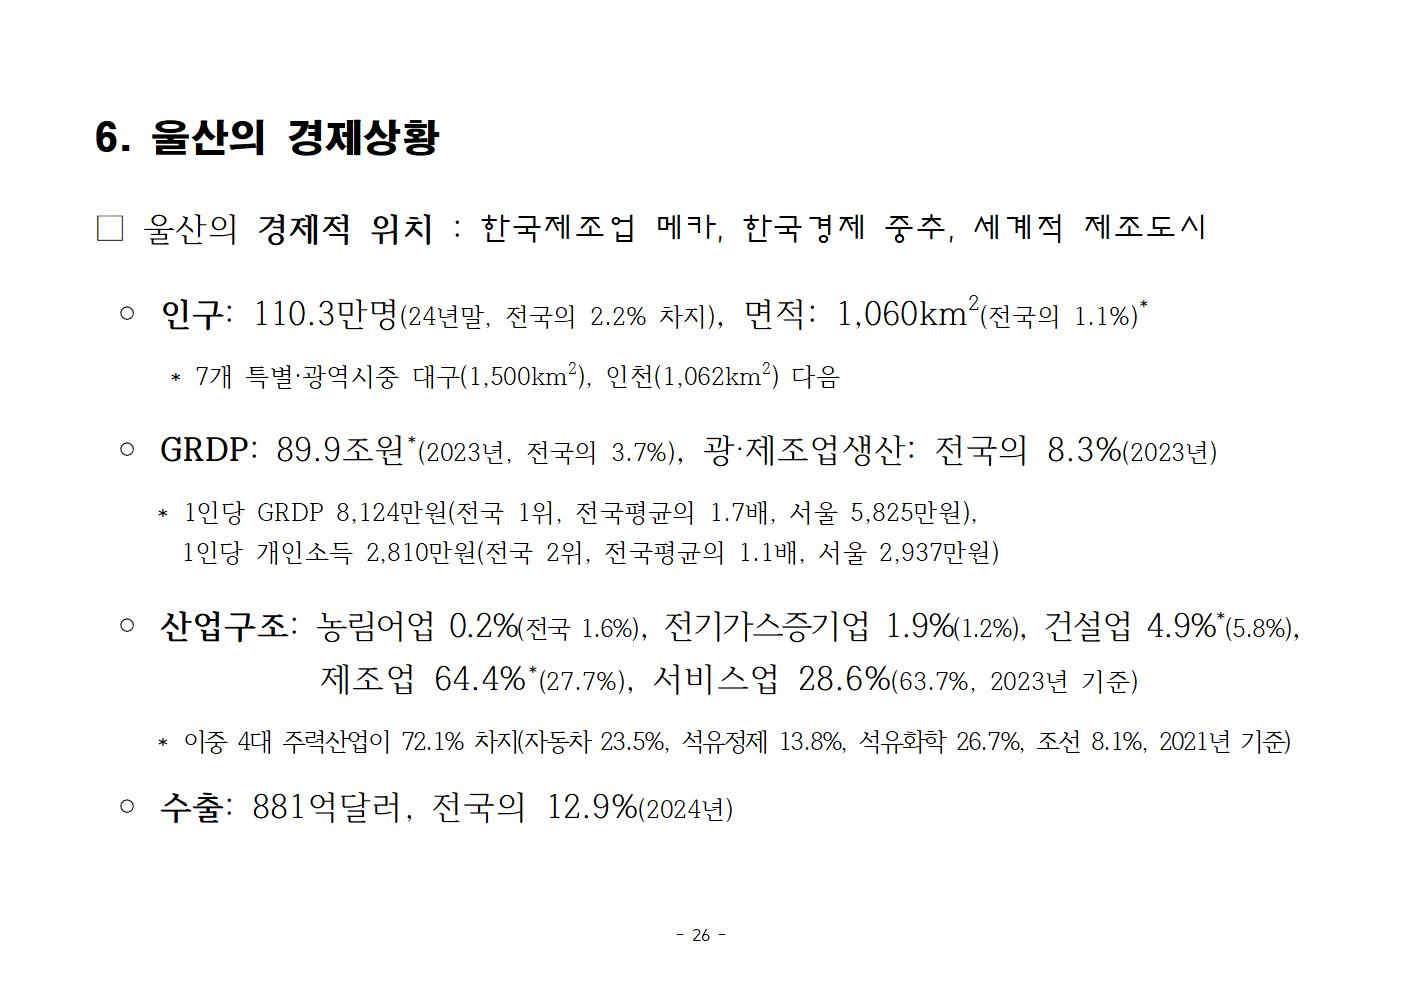 6. 울산의 경제상황
□ 울산의 경제적 위치 : 한국제조업 메카, 한국경제 중추, 세계적 제조도시
○ 인구: 110.3만명(24년말, 전국의 2.2% 차지), 면적: 1,060km²(전국의 1.1%)*
* 7개 특별·광역시중 대구(1,500km²), 인천(1,062km²) 다음
○ GRDP: 89.9조원*(2023년, 전국의 3.7%), 광·제조업생산: 전국의 8.3%(2023년)
* 1인당 GRDP 8,124만원(전국 1위, 전국평균의 1.7배, 서울 5,825만원),
1인당 개인소득 2,810만원(전국 2위, 전국평균의 1.1배, 서울 2,937만원)
○ 산업구조: 농림어업 0.2%(전국 1.6%), 전기가스증기업 1.9%(1.2%), 건설업 4.9%*(5.8%),
제조업 64.4%*(27.7%), 서비스업 28.6%(63.7%, 2023년 기준)
* 이중 4대 주력산업이 72.1% 차지(자동차 23.5%, 석유정제 13.8%, 석유화학 26.7%, 조선 8.1%, 2021년 기준)
○ 수출: 881억달러, 전국의 12.9%(2024년)
- 26 -